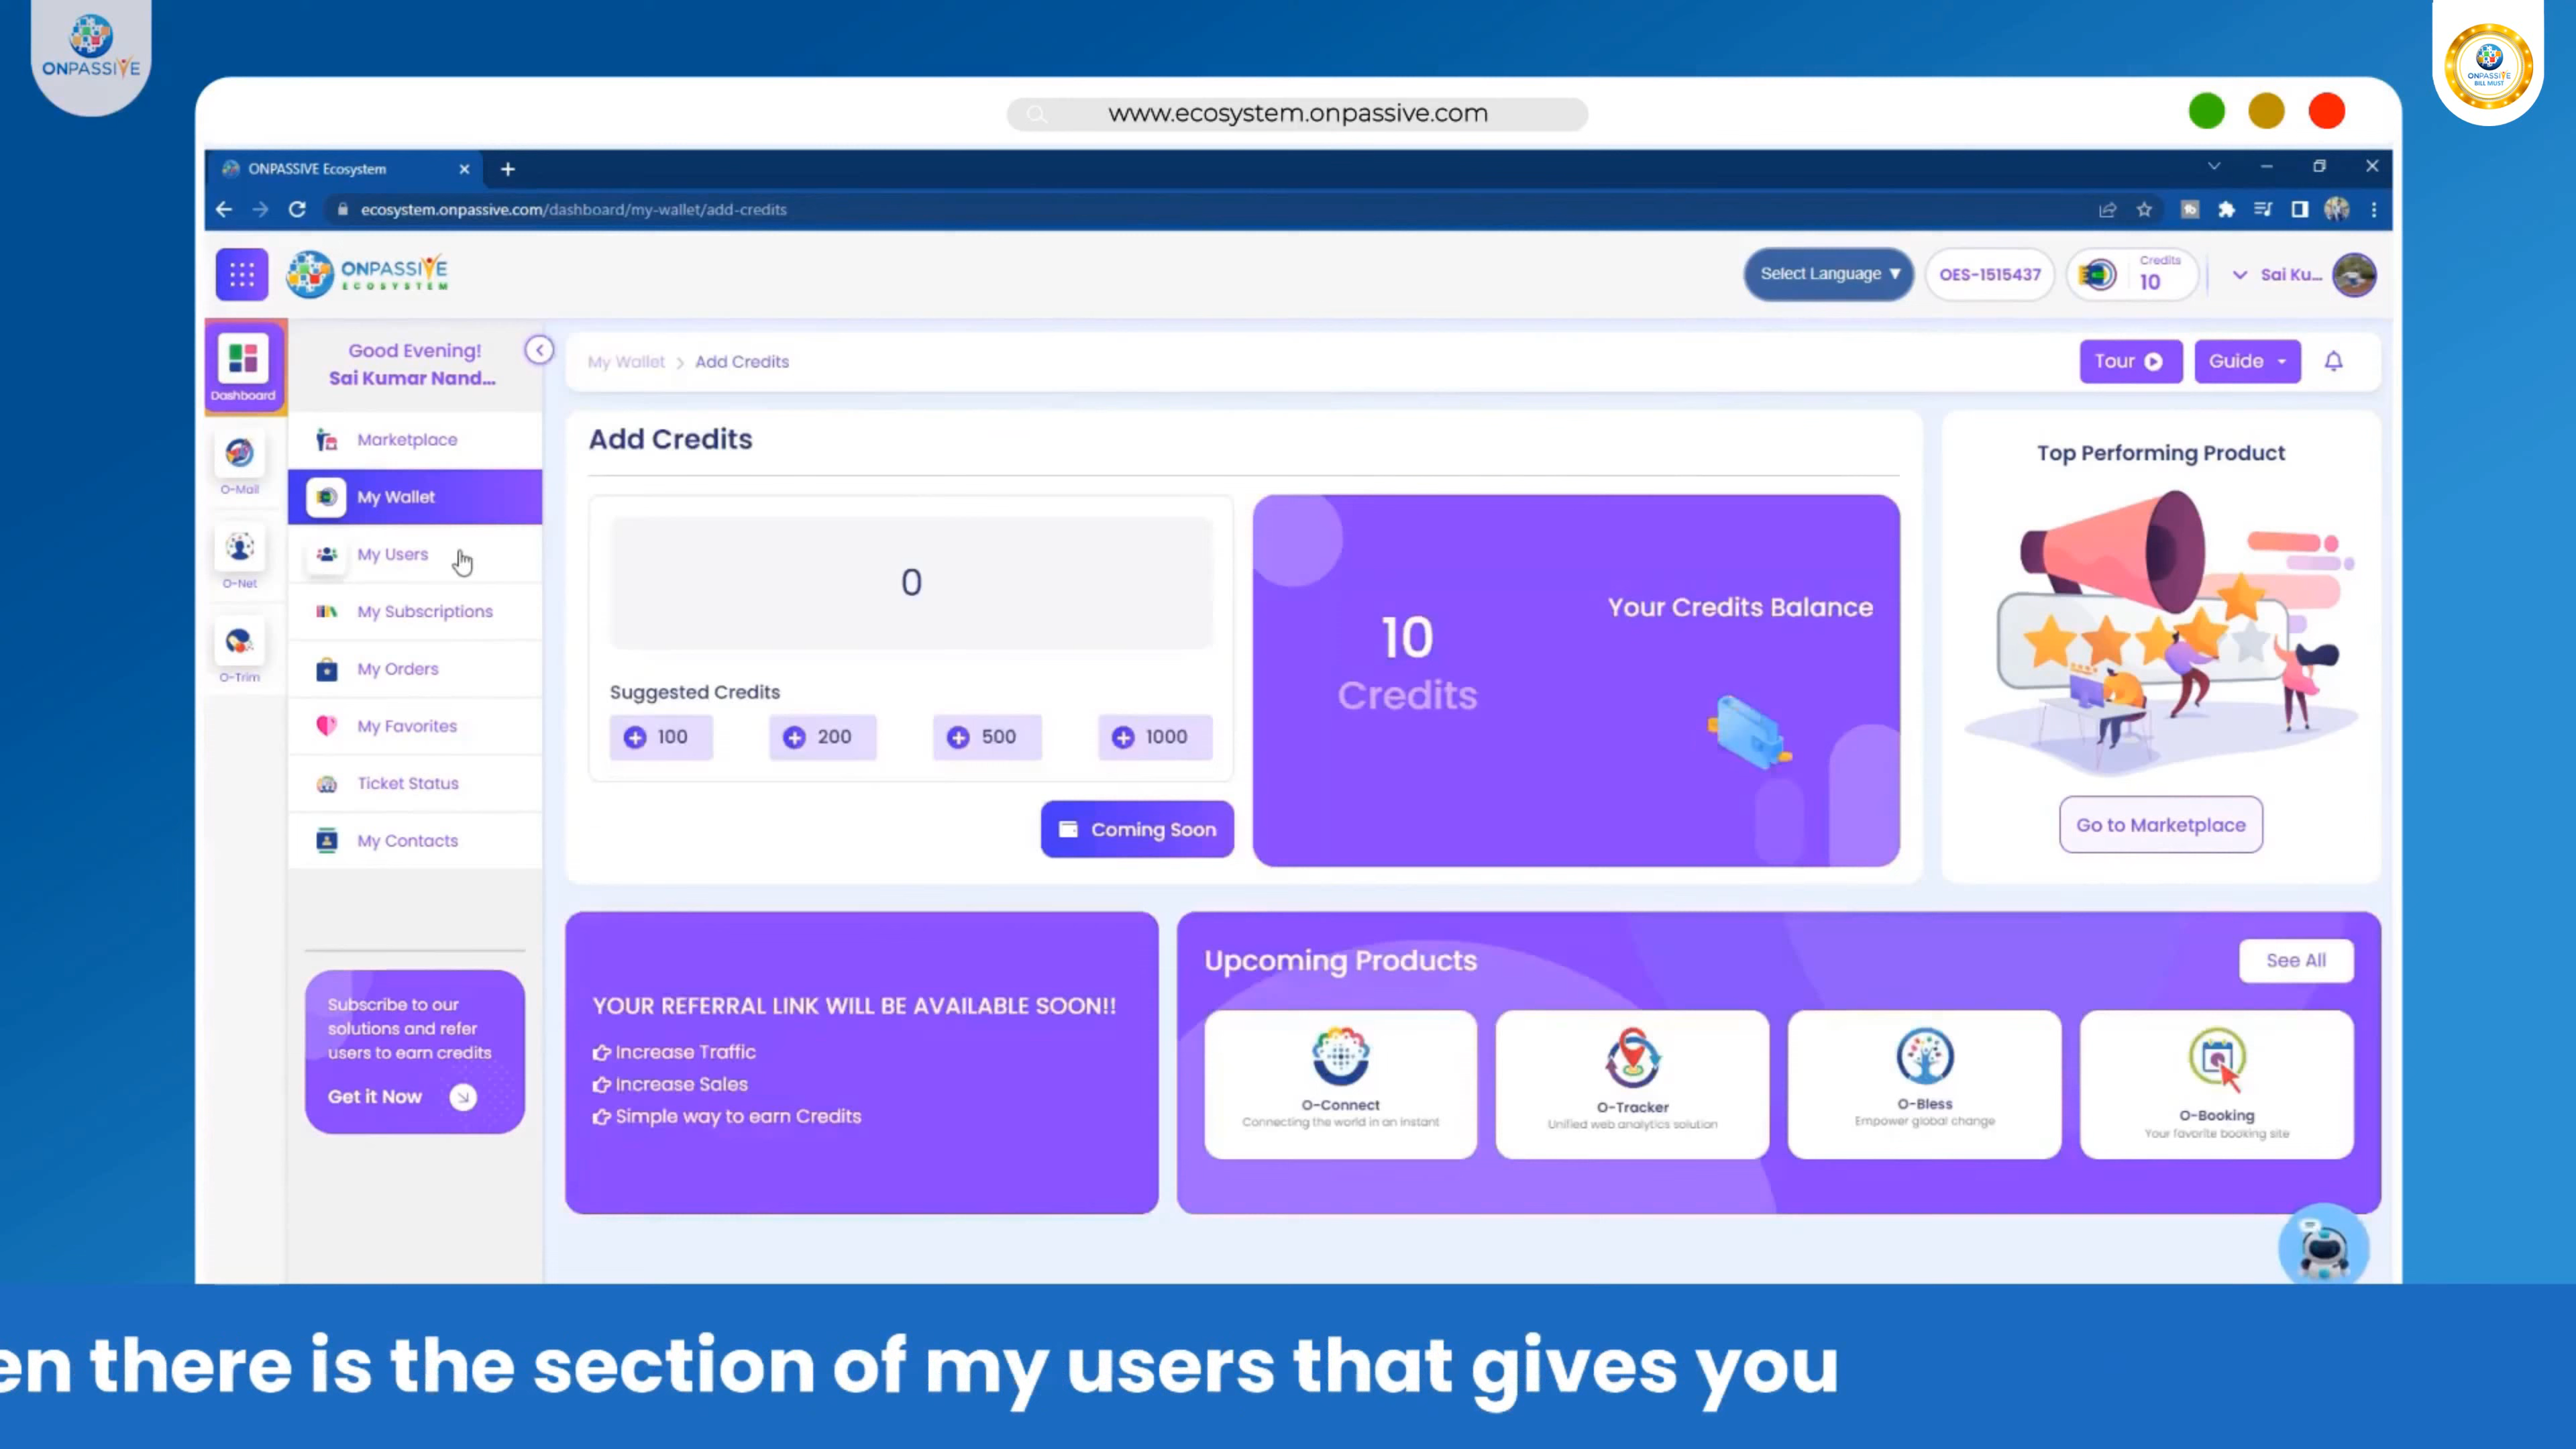 ONPASSIVE
ONPASSIVE
BILL MUST
www.ecosystem.onpassive.com
ONPASSIVE Ecosystem
ecosystem.onpassive.com/dashboard/my-wallet/add-credits
ONPASSIVE
ECOSYSTEM
Select Language ▼
OES-1515437
Credits
10
Sai Ku...
Dashboard
O-Mail
O-Net
O-Trim
Good Evening!
Sai Kumar Nand...
Marketplace
My Wallet
My Users
My Subscriptions
My Orders
My Favorites
Ticket Status
My Contacts
Subscribe to our
solutions and refer
users to earn credits
Get it Now
My Wallet > Add Credits
Tour
Guide
Add Credits
0
Suggested Credits
100
200
500
1000
Coming Soon
Your Credits Balance
10
Credits
Top Performing Product
Go to Marketplace
YOUR REFERRAL LINK WILL BE AVAILABLE SOON!!
Increase Traffic
Increase Sales
Simple way to earn Credits
Upcoming Products
See All
O-Connect
Connecting the world in an instant
O-Tracker
Unified web analytics solution
O-Bless
Empower global change
O-Booking
Your favorite booking site
en there is the section of my users that gives you